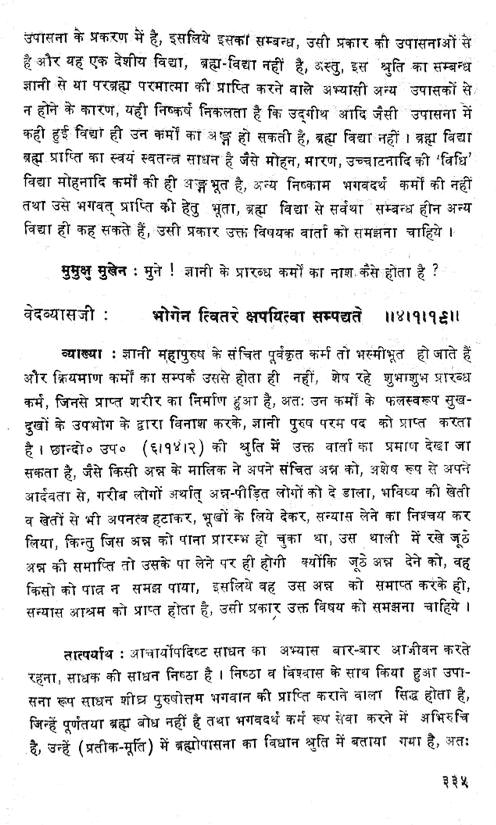 उपासना के प्रकरण में है, इसलिये इसका सम्बन्ध, उसी प्रकार की उपासनाओं से
है और यह एक देशीय विद्या, ब्रह्म-विद्या नहीं है, अस्तु, इस श्रुति का सम्बन्ध
ज्ञानी से या परब्रह्म परमात्मा की प्राप्ति करने वाले अभ्यासी अन्य उपासकों से
न होने के कारण, यही निष्कर्ष निकलता है कि उद्गीथ आदि जैसी उपासना में
कही हुई विद्या ही उन कर्मों का अङ्ग हो सकती है, ब्रह्म विद्या नहीं । ब्रह्म विद्या
ब्रह्म प्राप्ति का स्वयं स्वतन्त्र साधन है जैसे मोहन, मारण, उच्चाटनादि की 'विधि'
विद्या मोहनादि कर्मों की ही अङ्गभूत है, अन्य निष्काम भगवदर्थ कर्मों की नहीं
तथा उसे भगवत् प्राप्ति की हेतु भूता, ब्रह्म विद्या से सर्वथा सम्बन्ध हीन अन्य
विद्या ही कह सकते हैं, उसी प्रकार उक्त विषयक वार्ता को समझना चाहिये ।
मुमुक्षु मुखेन : मुने ! ज्ञानी के प्रारब्ध कर्मों का नाश कैसे होता है ?
वेदव्यासजी : भोगेन त्वितरे क्षपयित्वा सम्पद्यते ॥४।१।१९॥
व्याख्या : ज्ञानी महापुरुष के संचित पूर्वकृत कर्म तो भस्मीभूत हो जाते हैं
और क्रियमाण कर्मों का सम्पर्क उससे होता ही नहीं, शेष रहे शुभाशुभ प्रारब्ध
कर्म, जिनसे प्राप्त शरीर का निर्माण हुआ है, अतः उन कर्मों के फलस्वरूप सुख-
दुखों के उपभोग के द्वारा विनाश करके, ज्ञानी पुरुष परम पद को प्राप्त करता
है । छान्दो० उप० (६।१४।२) की श्रुति में उक्त वार्ता का प्रमाण देखा जा
सकता है, जैसे किसी अन्न के मालिक ने अपने संचित अन्न को, अशेष रूप से अपने
आर्दवता से, गरीब लोगों अर्थात् अन्न-पीड़ित लोगों को दे डाला, भविष्य की खेती
व खेतों से भी अपनत्व हटाकर, भूखों के लिये देकर, सन्यास लेने का निश्चय कर
लिया, किन्तु जिस अन्न को पाना प्रारम्भ हो चुका था, उस थाली में रखे जूठे
अन्न की समाप्ति तो उसके पा लेने पर ही होगी क्योंकि जूठे अन्न देने को, वह
किसी को पात्र न समझ पाया, इसलिये वह उस अन्न को समाप्त करके ही,
सन्यास आश्रम को प्राप्त होता है, उसी प्रकार उक्त विषय को समझना चाहिये ।
तात्पर्यार्थ : आचार्योपदिष्ट साधन का अभ्यास बार-बार आजीवन करते
रहना, साधक की साधन निष्ठा है । निष्ठा व विश्वास के साथ किया हुआ उपा-
सना रूप साधन शीघ्र पुरुषोत्तम भगवान की प्राप्ति कराने वाला सिद्ध होता है,
जिन्हें पूर्णतया ब्रह्म बोध नहीं है तथा भगवदर्थ कर्म रूप सेवा करने में अभिरुचि
है, उन्हें (प्रतीक-मूर्ति) में ब्रह्मोपासना का विधान श्रुति में बताया गया है, अतः
३३५